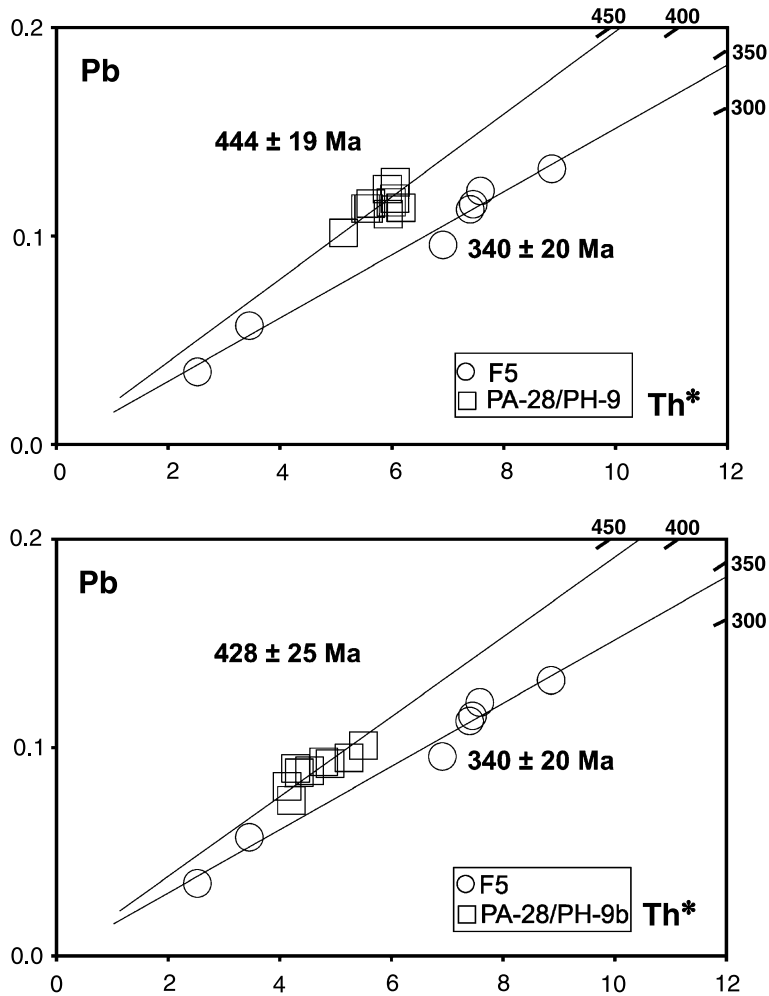 450 400
0.2
Pb
350
300
444 ± 19 Ma
0.1
340 ± 20 Ma
F5
PA-28/PH-9
Th*
0.0
0 2 4 6 8 10 12
450 400
0.2
Pb
350
300
428 ± 25 Ma
0.1
340 ± 20 Ma
F5
PA-28/PH-9b
Th*
0.0
0 2 4 6 8 10 12